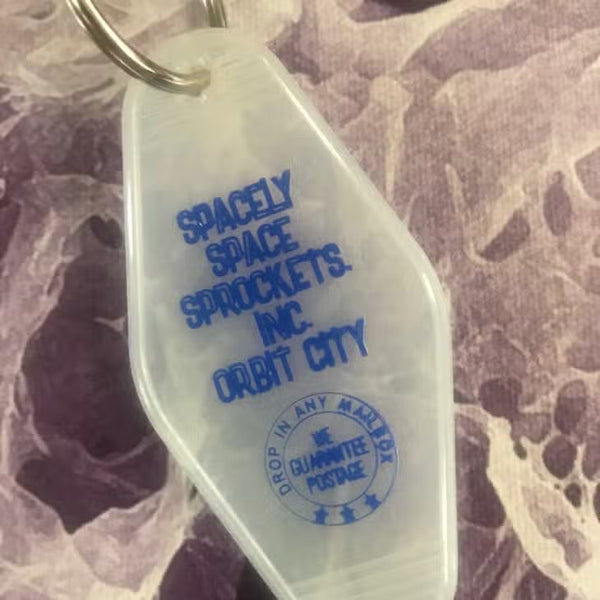 SPACELY
SPACE
SPROCKETS.
INC.
ORBIT CITY
DROP IN ANY MAILBOX
WE
GUARANTEE
POSTAGE